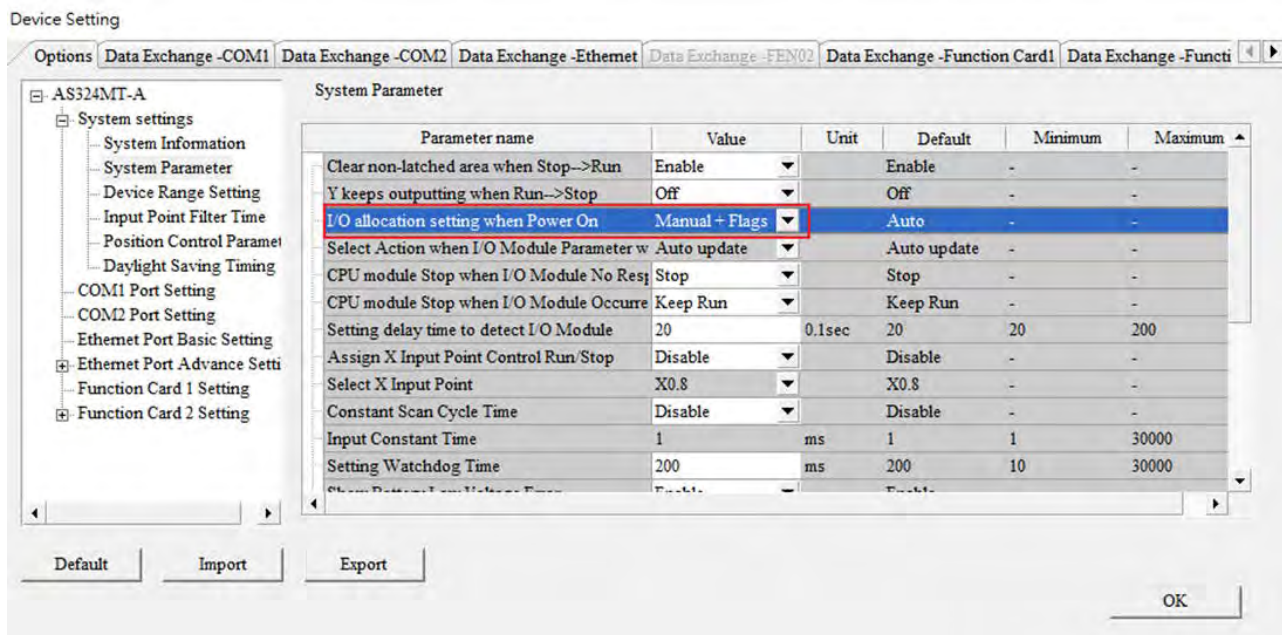 Device Setting
Options Data Exchange -COM1 Data Exchange -COM2 Data Exchange -Ethernet Data Exchange -FEN02 Data Exchange -Function Card1 Data Exchange -Functi
AS324MT-A
System settings
System Information
System Parameter
Device Range Setting
Input Point Filter Time
Position Control Paramet
Daylight Saving Timing
COM1 Port Setting
COM2 Port Setting
Ethernet Port Basic Setting
Ethernet Port Advance Setti
Function Card 1 Setting
Function Card 2 Setting
System Parameter
Parameter name Value Unit Default Minimum Maximum
Clear non-latched area when Stop-->Run Enable Enable - -
Y keeps outputting when Run-->Stop Off Off - -
I/O allocation setting when Power On Manual + Flags Auto - -
Select Action when I/O Module Parameter w Auto update Auto update - -
CPU module Stop when I/O Module No Resp Stop Stop - -
CPU module Stop when I/O Module Occurre Keep Run Keep Run - -
Setting delay time to detect I/O Module 20 0.1sec 20 20 200
Assign X Input Point Control Run/Stop Disable Disable - -
Select X Input Point X0.8 X0.8 - -
Constant Scan Cycle Time Disable Disable - -
Input Constant Time 1 ms 1 1 30000
Setting Watchdog Time 200 ms 200 10 30000
Show Battery Low Voltage Error Enable Enable
Default Import Export
OK